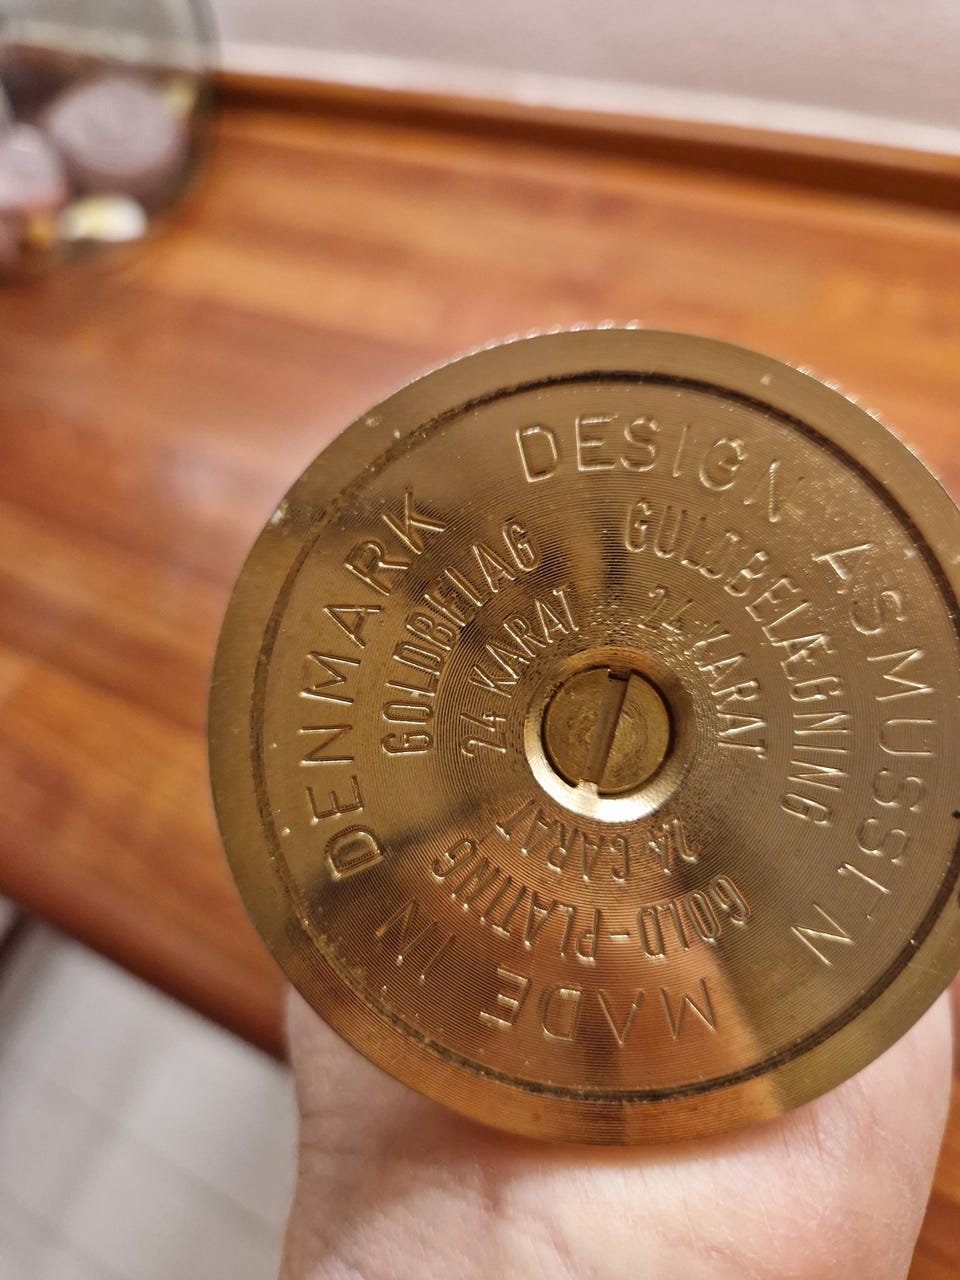 DESIGN ASMUSSEN
MADE IN DENMARK
GULDBELÆGNING
24 KARAT
GOLD-PLATING
24 CARAT
GOLDBELAG
24 KARAT